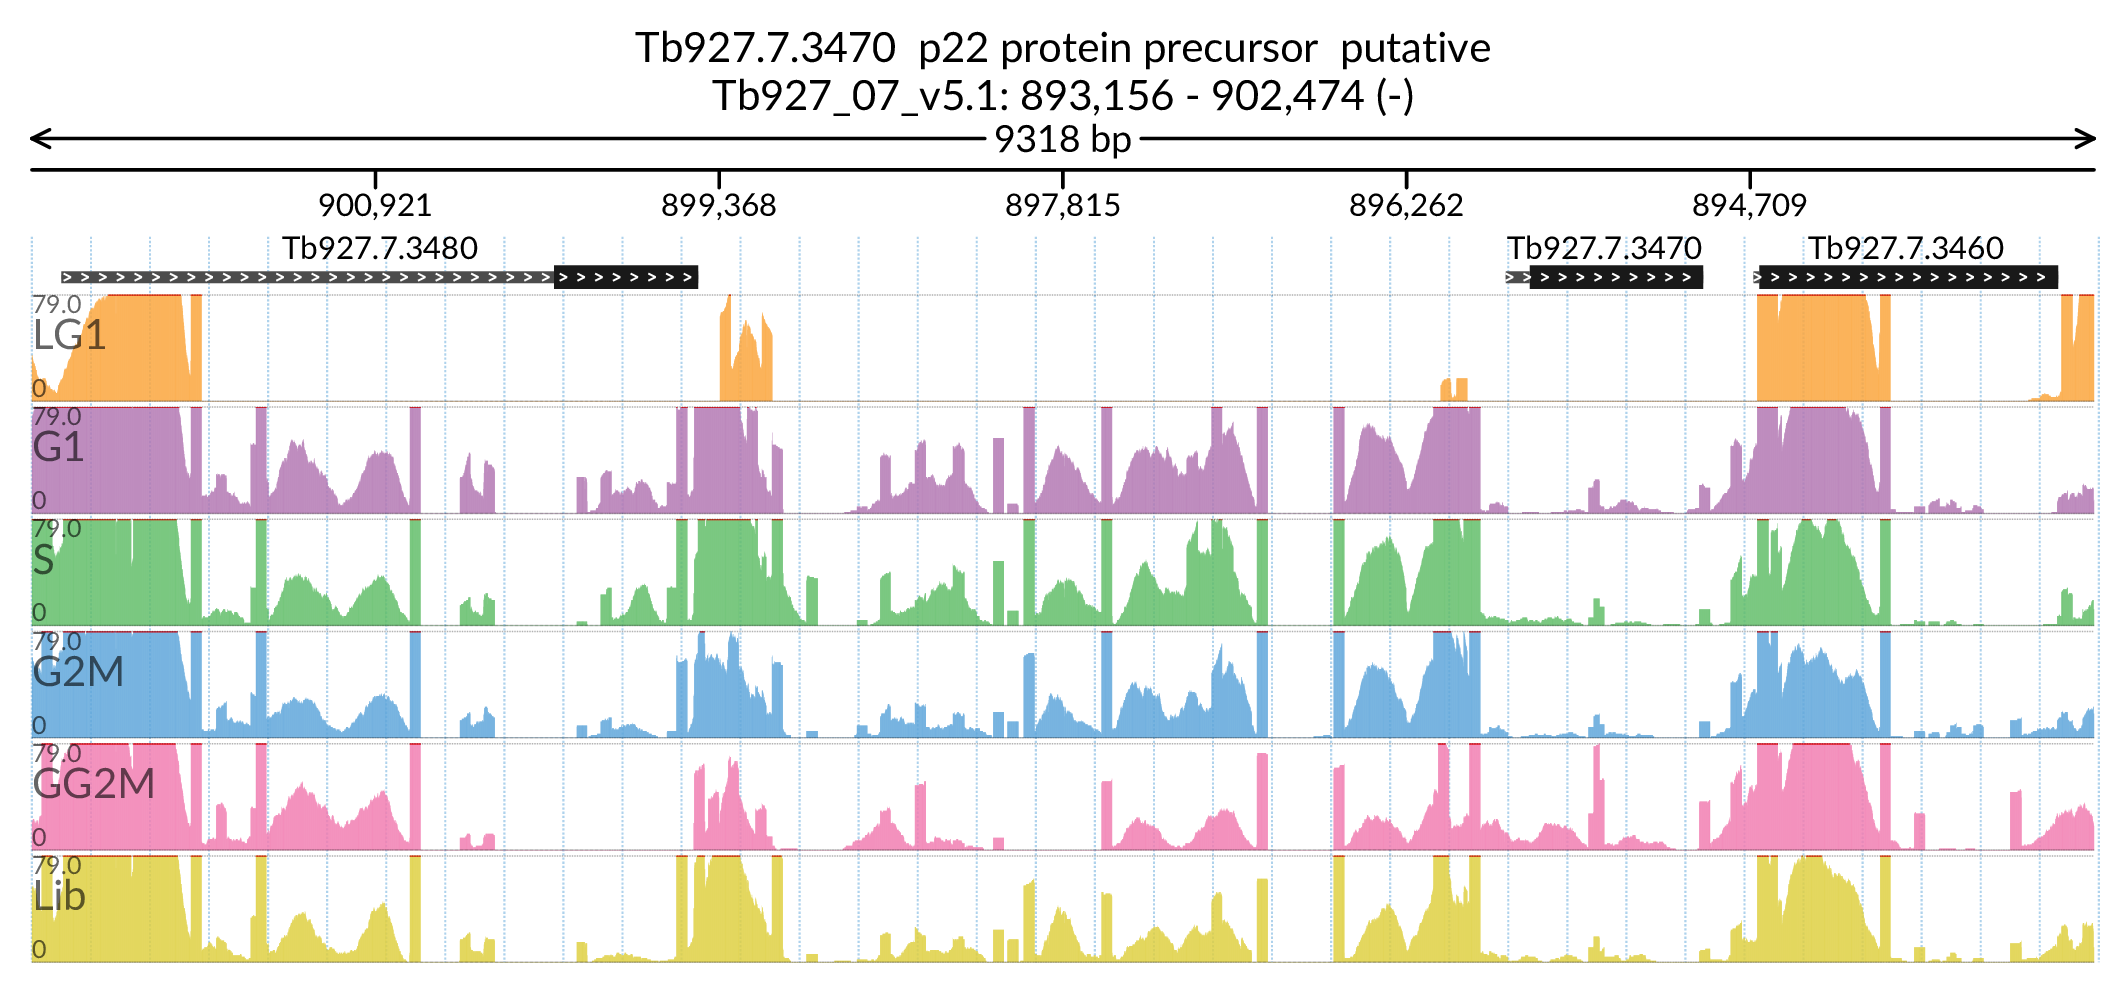 Tb927.7.3470  p22 protein precursor  putative
Tb927_07_v5.1: 893,156 - 902,474 (-)
9318 bp
900,921 899,368 897,815 896,262 894,709
Tb927.7.3480 Tb927.7.3470 Tb927.7.3460
79.0
LG1
0
79.0
G1
0
79.0
S
0
79.0
G2M
0
79.0
GG2M
0
79.0
Lib
0